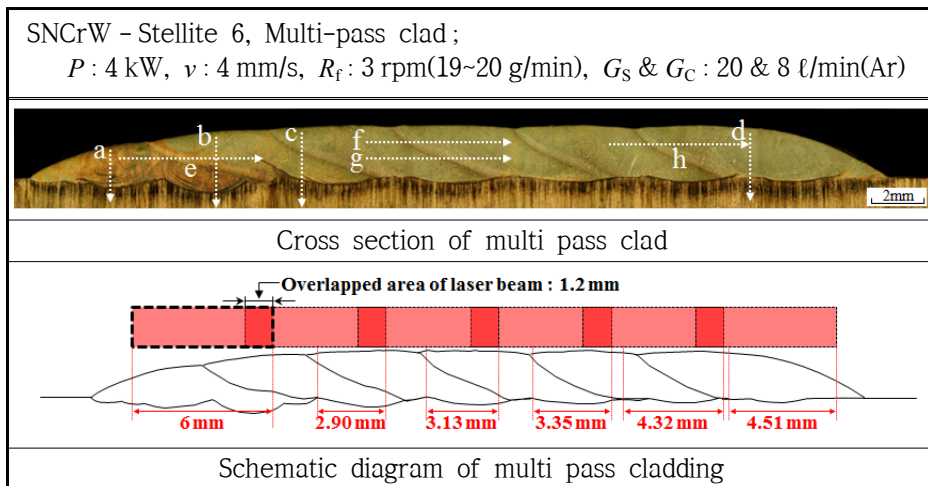 SNCrW - Stellite 6, Multi-pass clad ;
P : 4 kW, v : 4 mm/s, Rf : 3 rpm(19~20 g/min), GS & GC : 20 & 8 ℓ/min(Ar)
a b c d
e f g h
2mm
Cross section of multi pass clad
Overlapped area of laser beam : 1.2 mm
6 mm 2.90 mm 3.13 mm 3.35 mm 4.32 mm 4.51 mm
Schematic diagram of multi pass cladding